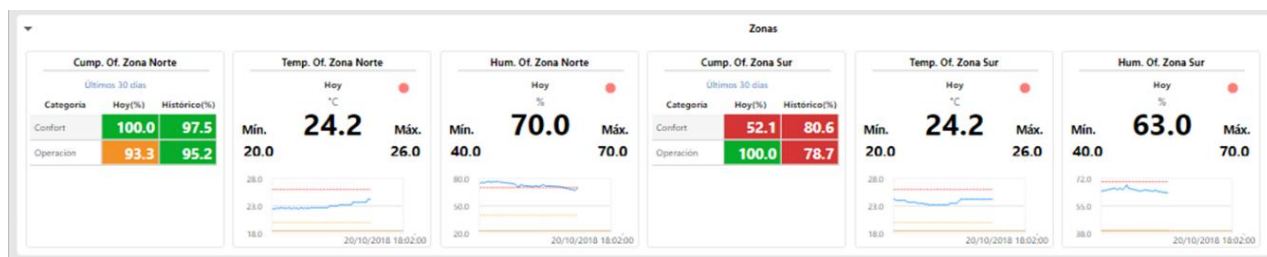 Zonas
Cump. Of. Zona Norte
Últimos 30 días
Categoría Hoy(%) Histórico(%)
Confort 100.0 97.5
Operación 93.3 95.2
Temp. Of. Zona Norte
Hoy
°C
Mín. 24.2 Máx.
20.0 26.0
28.0
23.0
18.0
20/10/2018 18:02:00
Hum. Of. Zona Norte
Hoy
%
Mín. 70.0 Máx.
40.0 70.0
80.0
50.0
20.0
20/10/2018 18:02:00
Cump. Of. Zona Sur
Últimos 30 días
Categoría Hoy(%) Histórico(%)
Confort 52.1 80.6
Operación 100.0 78.7
Temp. Of. Zona Sur
Hoy
°C
Mín. 24.2 Máx.
20.0 26.0
28.0
23.0
18.0
20/10/2018 18:02:00
Hum. Of. Zona Sur
Hoy
%
Mín. 63.0 Máx.
40.0 70.0
72.0
55.0
38.0
20/10/2018 18:02:00